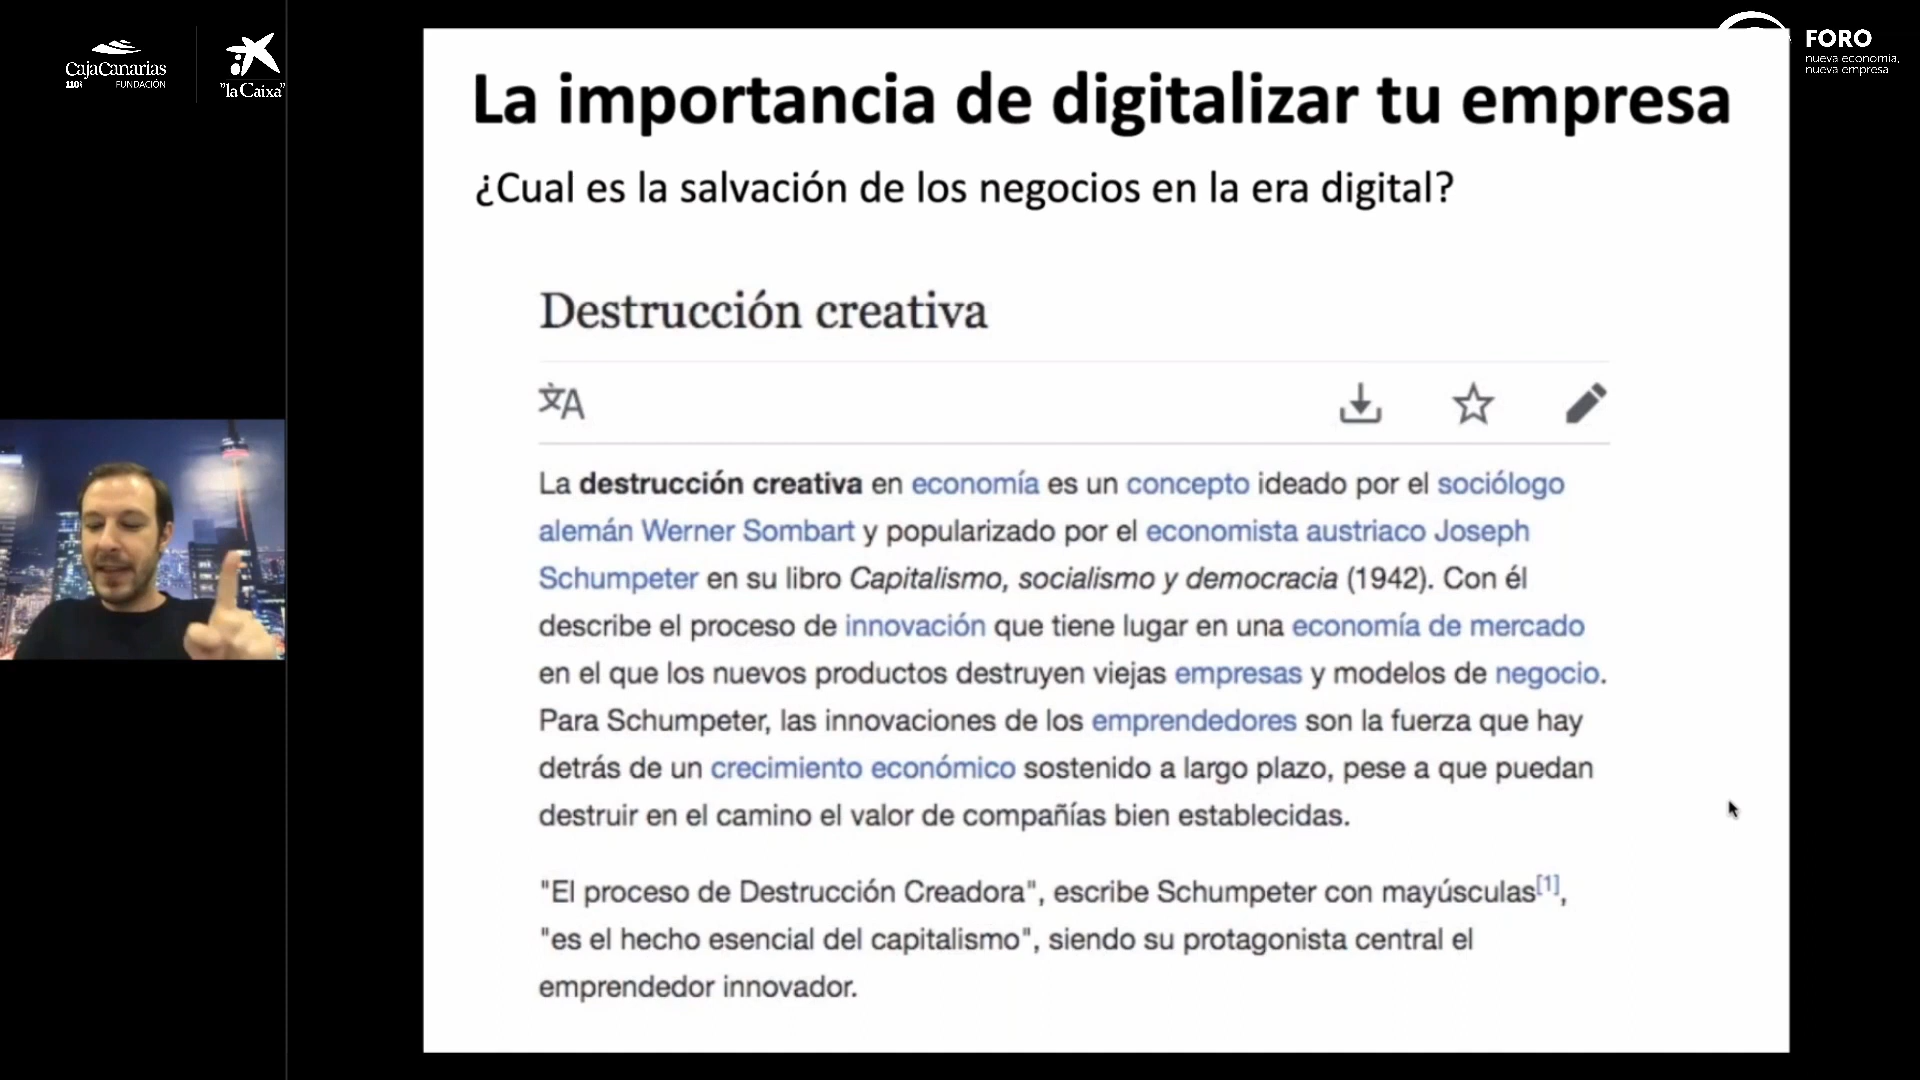 CajaCanarias
FUNDACIÓN
"la Caixa"
FORO
nueva economía,
nueva empresa
La importancia de digitalizar tu empresa
¿Cual es la salvación de los negocios en la era digital?
Destrucción creativa
文A
La destrucción creativa en economía es un concepto ideado por el sociólogo
alemán Werner Sombart y popularizado por el economista austriaco Joseph
Schumpeter en su libro Capitalismo, socialismo y democracia (1942). Con él
describe el proceso de innovación que tiene lugar en una economía de mercado
en el que los nuevos productos destruyen viejas empresas y modelos de negocio.
Para Schumpeter, las innovaciones de los emprendedores son la fuerza que hay
detrás de un crecimiento económico sostenido a largo plazo, pese a que puedan
destruir en el camino el valor de compañías bien establecidas.
"El proceso de Destrucción Creadora", escribe Schumpeter con mayúsculas[1],
"es el hecho esencial del capitalismo", siendo su protagonista central el
emprendedor innovador.